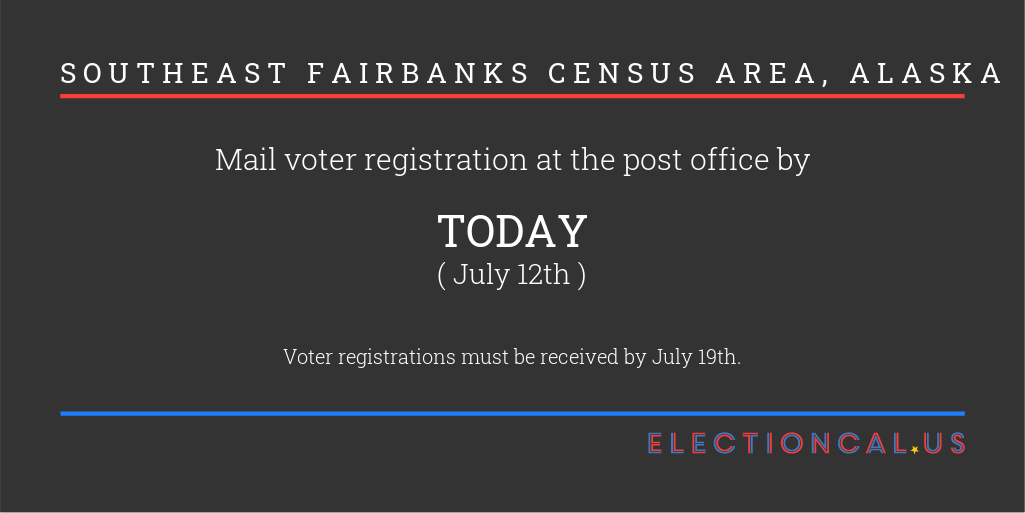 SOUTHEAST FAIRBANKS CENSUS AREA, ALASKA
Mail voter registration at the post office by
TODAY
( July 12th )
Voter registrations must be received by July 19th.
ELECTIONCAL.US